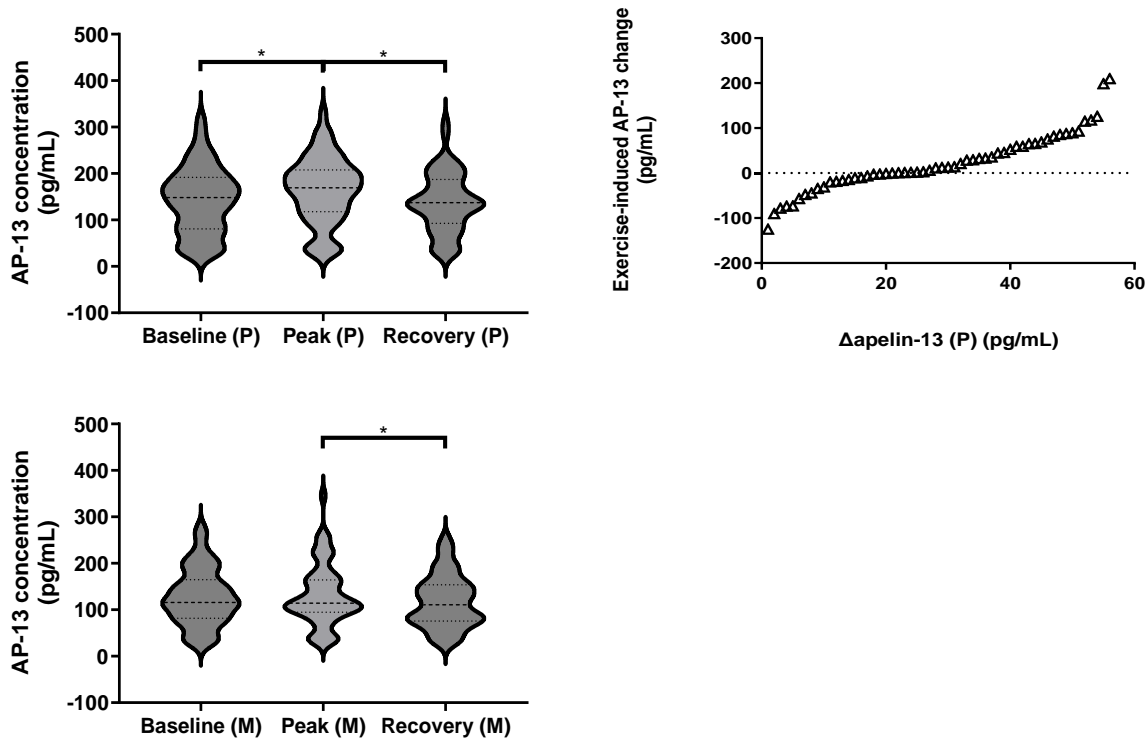 AP-13 concentration
(pg/mL)
500
400
300
200
100
0
-100
*
*
Baseline (P) Peak (P) Recovery (P)
Exercise-induced AP-13 change
(pg/mL)
300
200
100
0
-100
-200
0 20 40 60
Δapelin-13 (P) (pg/mL)
AP-13 concentration
(pg/mL)
500
400
300
200
100
0
-100
*
Baseline (M) Peak (M) Recovery (M)